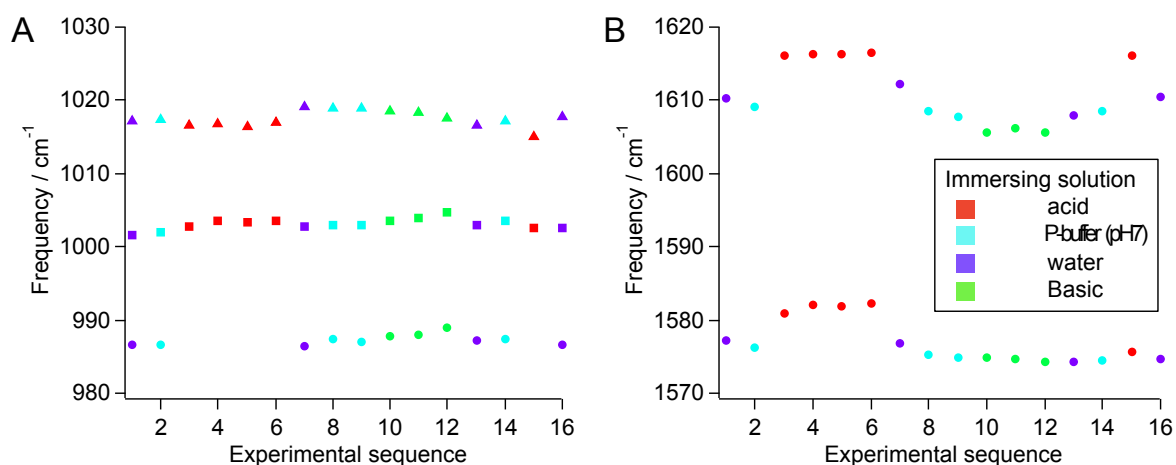 A
Frequency / cm-1
1030
1020
1010
1000
990
980
2
4
6
8
10
12
14
16
Experimental sequence
B
Frequency / cm-1
1620
1610
1600
1590
1580
1570
2
4
6
8
10
12
14
16
Experimental sequence
Immersing solution
acid
P-buffer (pH7)
water
Basic